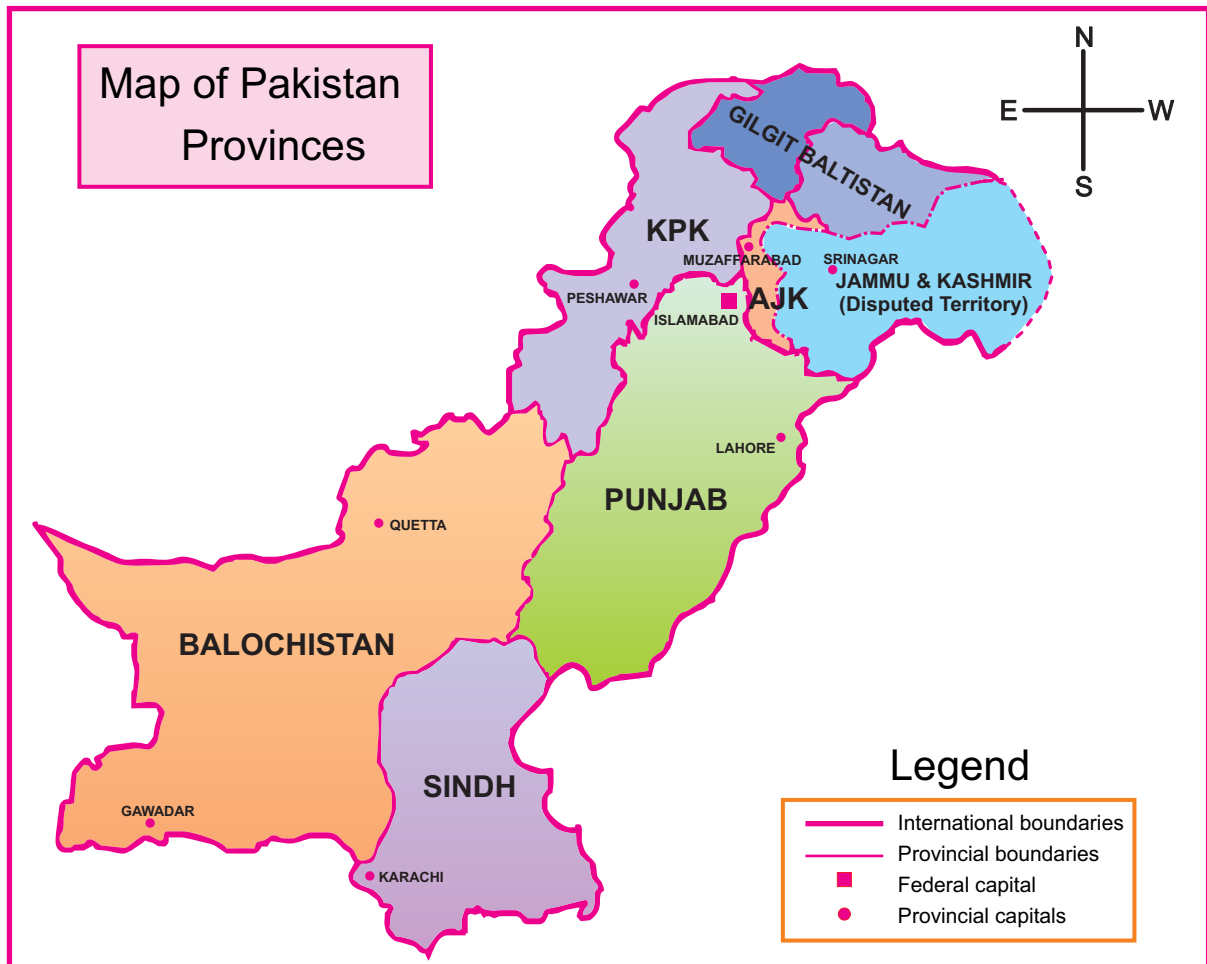 Map of Pakistan
Provinces
N
E
W
S
GILGIT BALTISTAN
KPK
MUZAFFARABAD
SRINAGAR
JAMMU & KASHMIR
(Disputed Territory)
PESHAWAR
AJK
ISLAMABAD
LAHORE
PUNJAB
QUETTA
BALOCHISTAN
SINDH
GAWADAR
KARACHI
Legend
International boundaries
Provincial boundaries
Federal capital
Provincial capitals